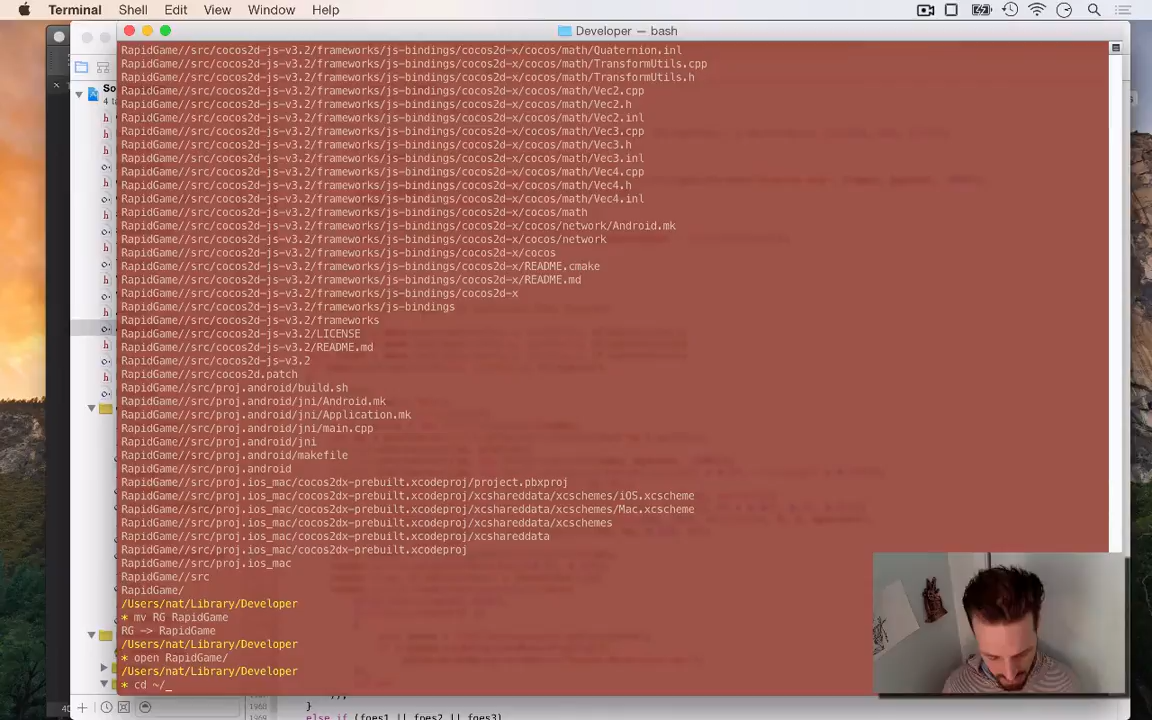 Terminal Shell Edit View Window Help
Developer — bash
RapidGame//src/cocos2d-js-v3.2/frameworks/js-bindings/cocos2d-x/cocos/math/Quaternion.inl
RapidGame//src/cocos2d-js-v3.2/frameworks/js-bindings/cocos2d-x/cocos/math/TransformUtils.cpp
RapidGame//src/cocos2d-js-v3.2/frameworks/js-bindings/cocos2d-x/cocos/math/TransformUtils.h
RapidGame//src/cocos2d-js-v3.2/frameworks/js-bindings/cocos2d-x/cocos/math/Vec2.cpp
RapidGame//src/cocos2d-js-v3.2/frameworks/js-bindings/cocos2d-x/cocos/math/Vec2.h
RapidGame//src/cocos2d-js-v3.2/frameworks/js-bindings/cocos2d-x/cocos/math/Vec2.inl
RapidGame//src/cocos2d-js-v3.2/frameworks/js-bindings/cocos2d-x/cocos/math/Vec3.cpp
RapidGame//src/cocos2d-js-v3.2/frameworks/js-bindings/cocos2d-x/cocos/math/Vec3.h
RapidGame//src/cocos2d-js-v3.2/frameworks/js-bindings/cocos2d-x/cocos/math/Vec3.inl
RapidGame//src/cocos2d-js-v3.2/frameworks/js-bindings/cocos2d-x/cocos/math/Vec4.cpp
RapidGame//src/cocos2d-js-v3.2/frameworks/js-bindings/cocos2d-x/cocos/math/Vec4.h
RapidGame//src/cocos2d-js-v3.2/frameworks/js-bindings/cocos2d-x/cocos/math/Vec4.inl
RapidGame//src/cocos2d-js-v3.2/frameworks/js-bindings/cocos2d-x/cocos/math
RapidGame//src/cocos2d-js-v3.2/frameworks/js-bindings/cocos2d-x/cocos/network/Android.mk
RapidGame//src/cocos2d-js-v3.2/frameworks/js-bindings/cocos2d-x/cocos/network
RapidGame//src/cocos2d-js-v3.2/frameworks/js-bindings/cocos2d-x/cocos
RapidGame//src/cocos2d-js-v3.2/frameworks/js-bindings/cocos2d-x/README.cmake
RapidGame//src/cocos2d-js-v3.2/frameworks/js-bindings/cocos2d-x/README.md
RapidGame//src/cocos2d-js-v3.2/frameworks/js-bindings/cocos2d-x
RapidGame//src/cocos2d-js-v3.2/frameworks/js-bindings
RapidGame//src/cocos2d-js-v3.2/frameworks
RapidGame//src/cocos2d-js-v3.2/LICENSE
RapidGame//src/cocos2d-js-v3.2/README.md
RapidGame//src/cocos2d-js-v3.2
RapidGame//src/cocos2d.patch
RapidGame//src/proj.android/build.sh
RapidGame//src/proj.android/jni/Android.mk
RapidGame//src/proj.android/jni/Application.mk
RapidGame//src/proj.android/jni/main.cpp
RapidGame//src/proj.android/jni
RapidGame//src/proj.android/makefile
RapidGame//src/proj.android
RapidGame//src/proj.ios_mac/cocos2dx-prebuilt.xcodeproj/project.pbxproj
RapidGame//src/proj.ios_mac/cocos2dx-prebuilt.xcodeproj/xcshareddata/xcschemes/iOS.xcscheme
RapidGame//src/proj.ios_mac/cocos2dx-prebuilt.xcodeproj/xcshareddata/xcschemes/Mac.xcscheme
RapidGame//src/proj.ios_mac/cocos2dx-prebuilt.xcodeproj/xcshareddata/xcschemes
RapidGame//src/proj.ios_mac/cocos2dx-prebuilt.xcodeproj/xcshareddata
RapidGame//src/proj.ios_mac/cocos2dx-prebuilt.xcodeproj
RapidGame//src/proj.ios_mac
RapidGame//src
RapidGame/
/Users/nat/Library/Developer
* mv RG RapidGame
RG -> RapidGame
/Users/nat/Library/Developer
* open RapidGame/
/Users/nat/Library/Developer
* cd ~/_
1969 else if (foes1 || foes2 || foes3)